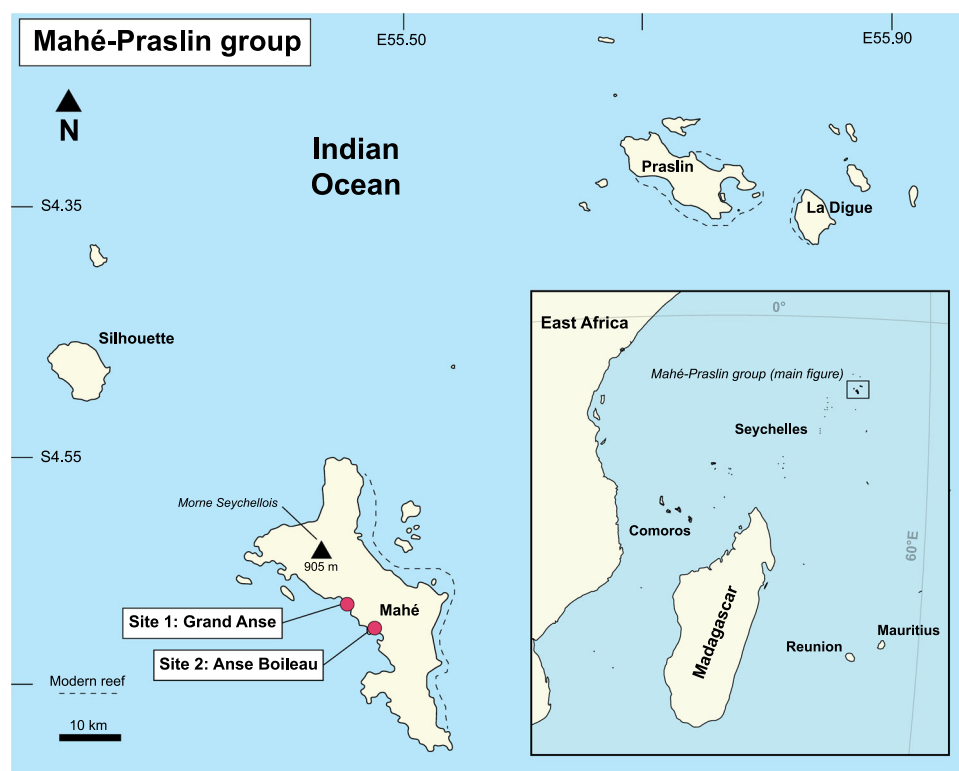 Mahé-Praslin group
E55.50
E55.90
N
Indian
Ocean
Praslin
La Digue
S4.35
Silhouette
S4.55
Morne Seychellois
905 m
Mahé
Site 1: Grand Anse
Site 2: Anse Boileau
Modern reef
10 km
0°
East Africa
Mahé-Praslin group (main figure)
Seychelles
Comoros
60°E
Madagascar
Reunion
Mauritius